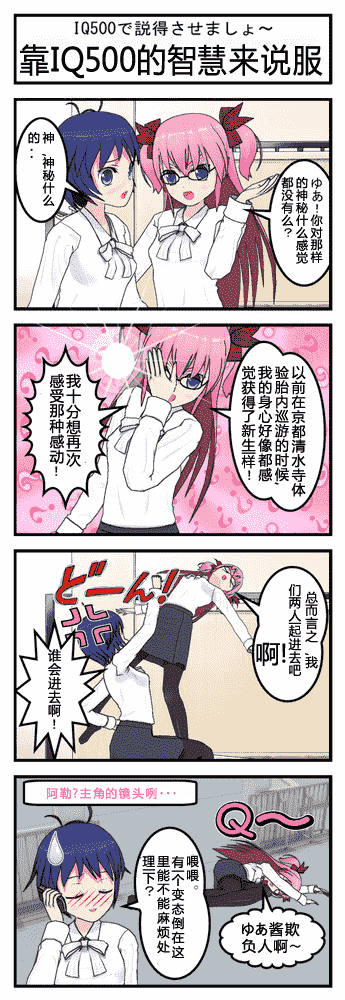 IQ500で説得させましょ～
靠IQ500的智慧来说服
ゆあ！你对那样
的神秘什么感觉
都没有么？
神、神秘什么
的..
以前在京都清水寺体
验胎内巡游的时候、
我的身心好像都感
觉获得了新生样！
我十分想再次
感受那种感动！
总而言之、我
们两人起进去吧
啊！
どーん！
谁会进去啊！
阿勒?主角的镜头咧･･･
Q～
喂喂。
有个变态倒在这
里能不能麻烦处
理下？
ゆあ酱欺
负人啊～